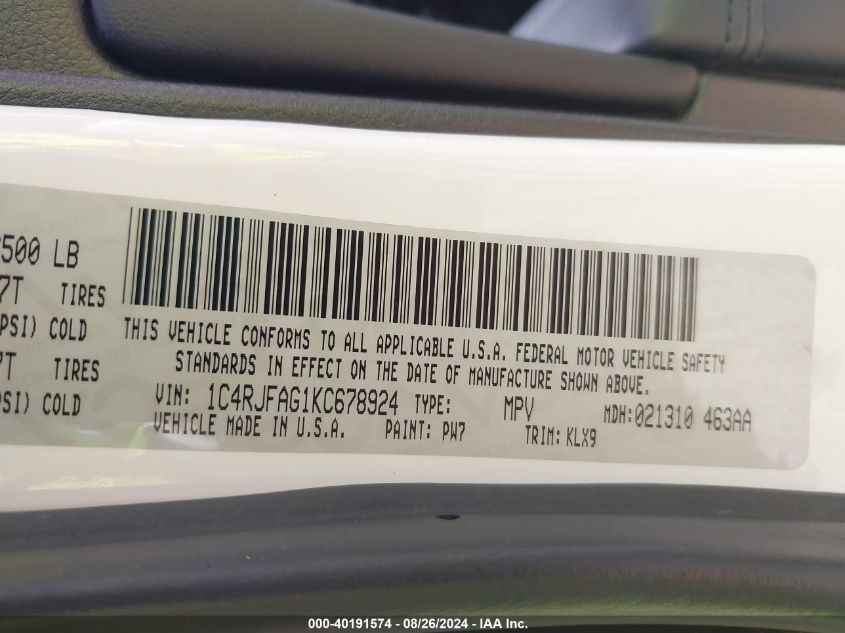 500 LB
7T TIRES
PSI) COLD
7T TIRES
PSI) COLD
THIS VEHICLE CONFORMS TO ALL APPLICABLE U.S.A. FEDERAL MOTOR VEHICLE SAFETY
STANDARDS IN EFFECT ON THE DATE OF MANUFACTURE SHOWN ABOVE.
VIN: 1C4RJFAG1KC678924 TYPE: MPV MDH:021310 463AA
VEHICLE MADE IN U.S.A. PAINT: PW7 TRIM: KLX9
000-40191574 - 08/26/2024 - IAA Inc.